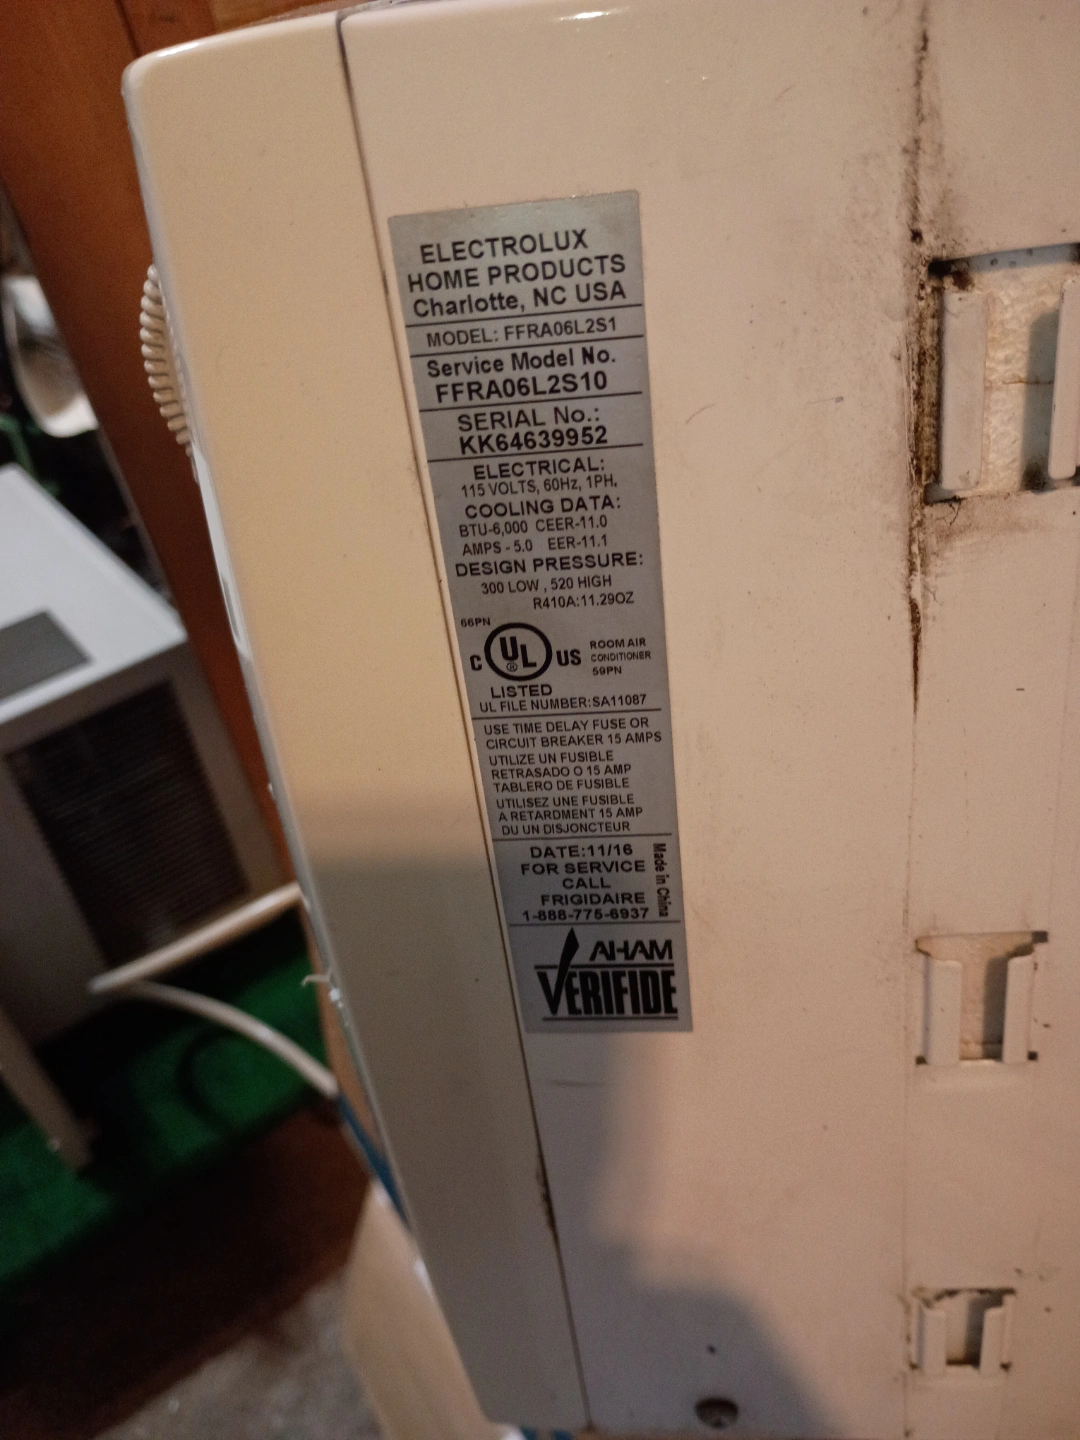 ELECTROLUX
HOME PRODUCTS
Charlotte, NC USA
MODEL: FFRA06L2S1
Service Model No.
FFRA06L2S10
SERIAL No.:
KK64639952
ELECTRICAL:
115 VOLTS, 60Hz, 1PH.
COOLING DATA:
BTU-6,000 CEER-11.0
AMPS - 5.0 EER-11.1
DESIGN PRESSURE:
300 LOW , 520 HIGH
R410A:11.29OZ
66PN
C UL ® US
ROOM AIR
CONDITIONER
59PN
LISTED
UL FILE NUMBER:SA11087
USE TIME DELAY FUSE OR
CIRCUIT BREAKER 15 AMPS
UTILIZE UN FUSIBLE
RETRASADO O 15 AMP
TABLERO DE FUSIBLE
UTILISEZ UNE FUSIBLE
A RETARDMENT 15 AMP
DU UN DISJONCTEUR
DATE:11/16
FOR SERVICE
CALL
FRIGIDAIRE
1-888-775-6937
Made in China
AHAM
VERIFIDE